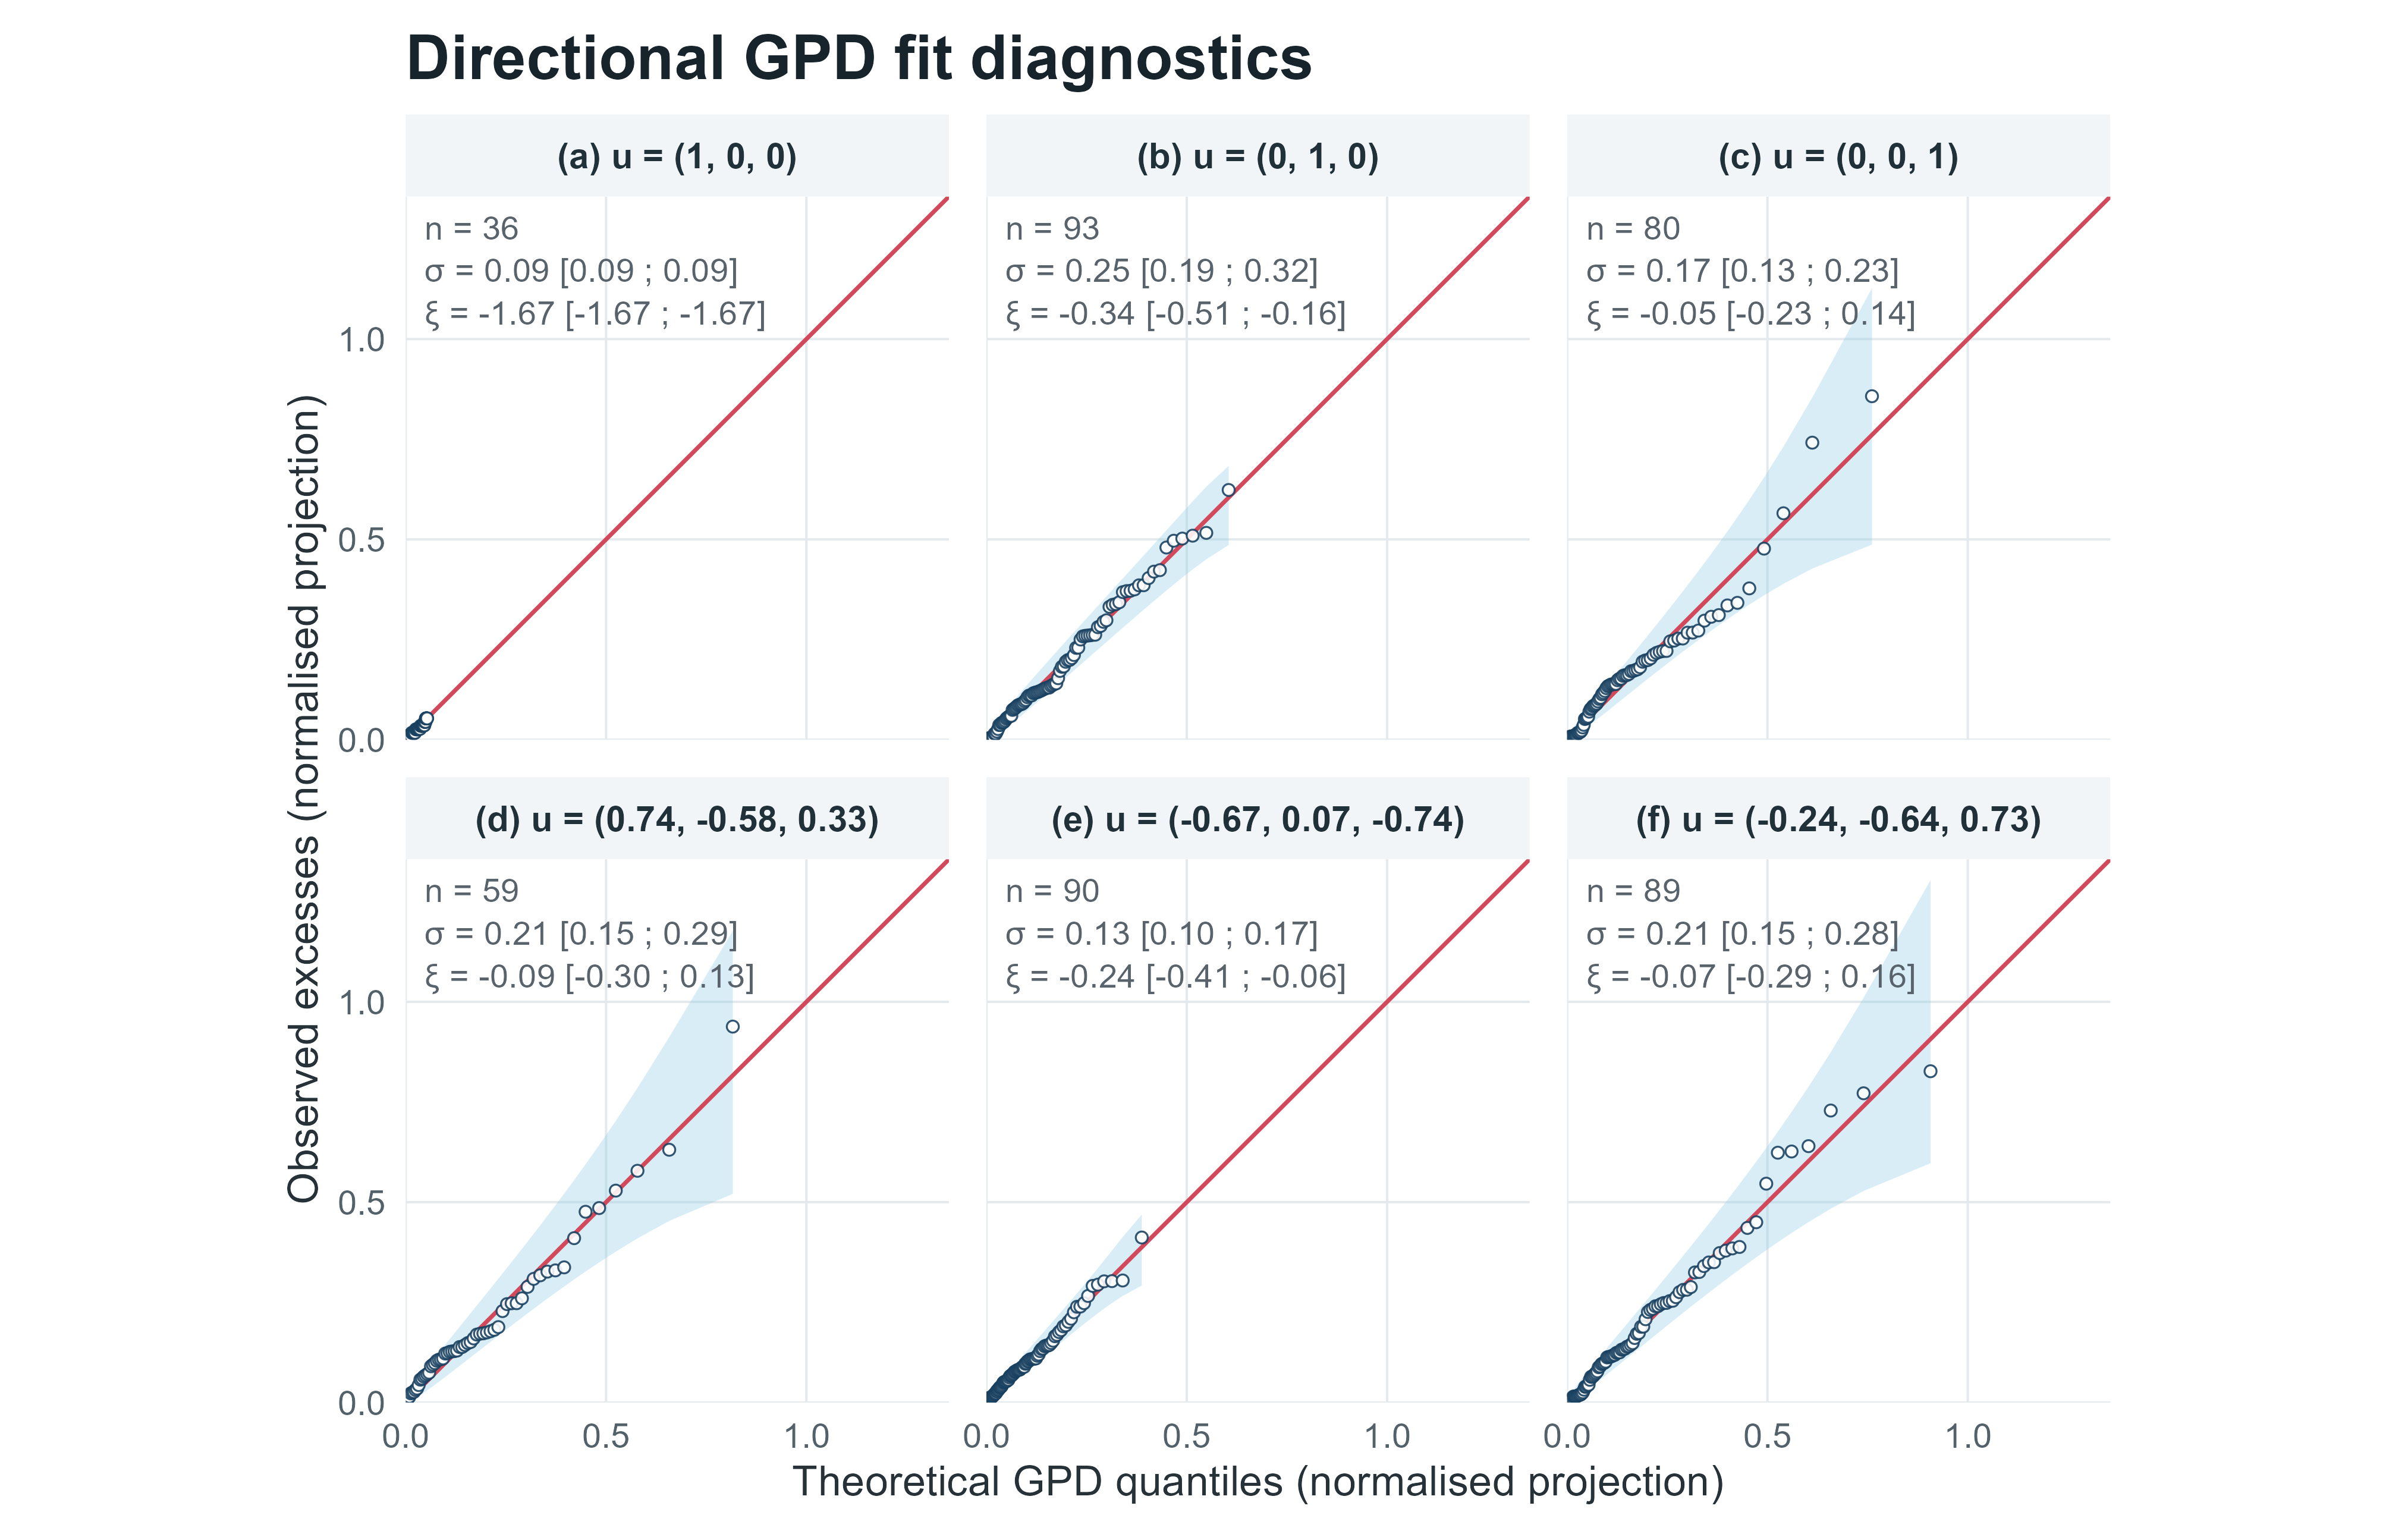 Directional GPD fit diagnostics
(a) u = (1, 0, 0)
n = 36
σ = 0.09 [0.09 ; 0.09]
ξ = -1.67 [-1.67 ; -1.67]
(b) u = (0, 1, 0)
n = 93
σ = 0.25 [0.19 ; 0.32]
ξ = -0.34 [-0.51 ; -0.16]
(c) u = (0, 0, 1)
n = 80
σ = 0.17 [0.13 ; 0.23]
ξ = -0.05 [-0.23 ; 0.14]
1.0
0.5
0.0
Observed excesses (normalised projection)
(d) u = (0.74, -0.58, 0.33)
n = 59
σ = 0.21 [0.15 ; 0.29]
ξ = -0.09 [-0.30 ; 0.13]
(e) u = (-0.67, 0.07, -0.74)
n = 90
σ = 0.13 [0.10 ; 0.17]
ξ = -0.24 [-0.41 ; -0.06]
(f) u = (-0.24, -0.64, 0.73)
n = 89
σ = 0.21 [0.15 ; 0.28]
ξ = -0.07 [-0.29 ; 0.16]
1.0
0.5
0.0
0.0 0.5 1.0 0.0 0.5 1.0 0.0 0.5 1.0
Theoretical GPD quantiles (normalised projection)